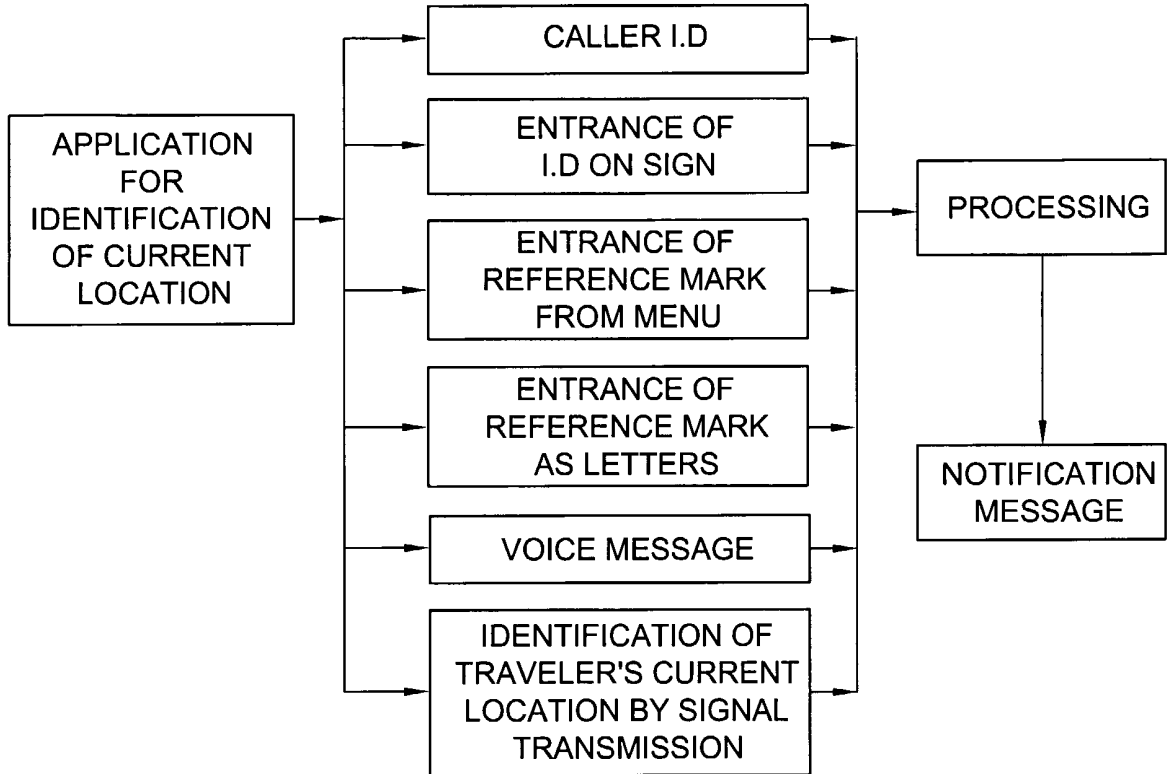 APPLICATION
FOR
IDENTIFICATION
OF CURRENT
LOCATION
CALLER I.D
ENTRANCE OF
I.D ON SIGN
ENTRANCE OF
REFERENCE MARK
FROM MENU
ENTRANCE OF
REFERENCE MARK
AS LETTERS
VOICE MESSAGE
IDENTIFICATION OF
TRAVELER'S CURRENT
LOCATION BY SIGNAL
TRANSMISSION
PROCESSING
NOTIFICATION
MESSAGE